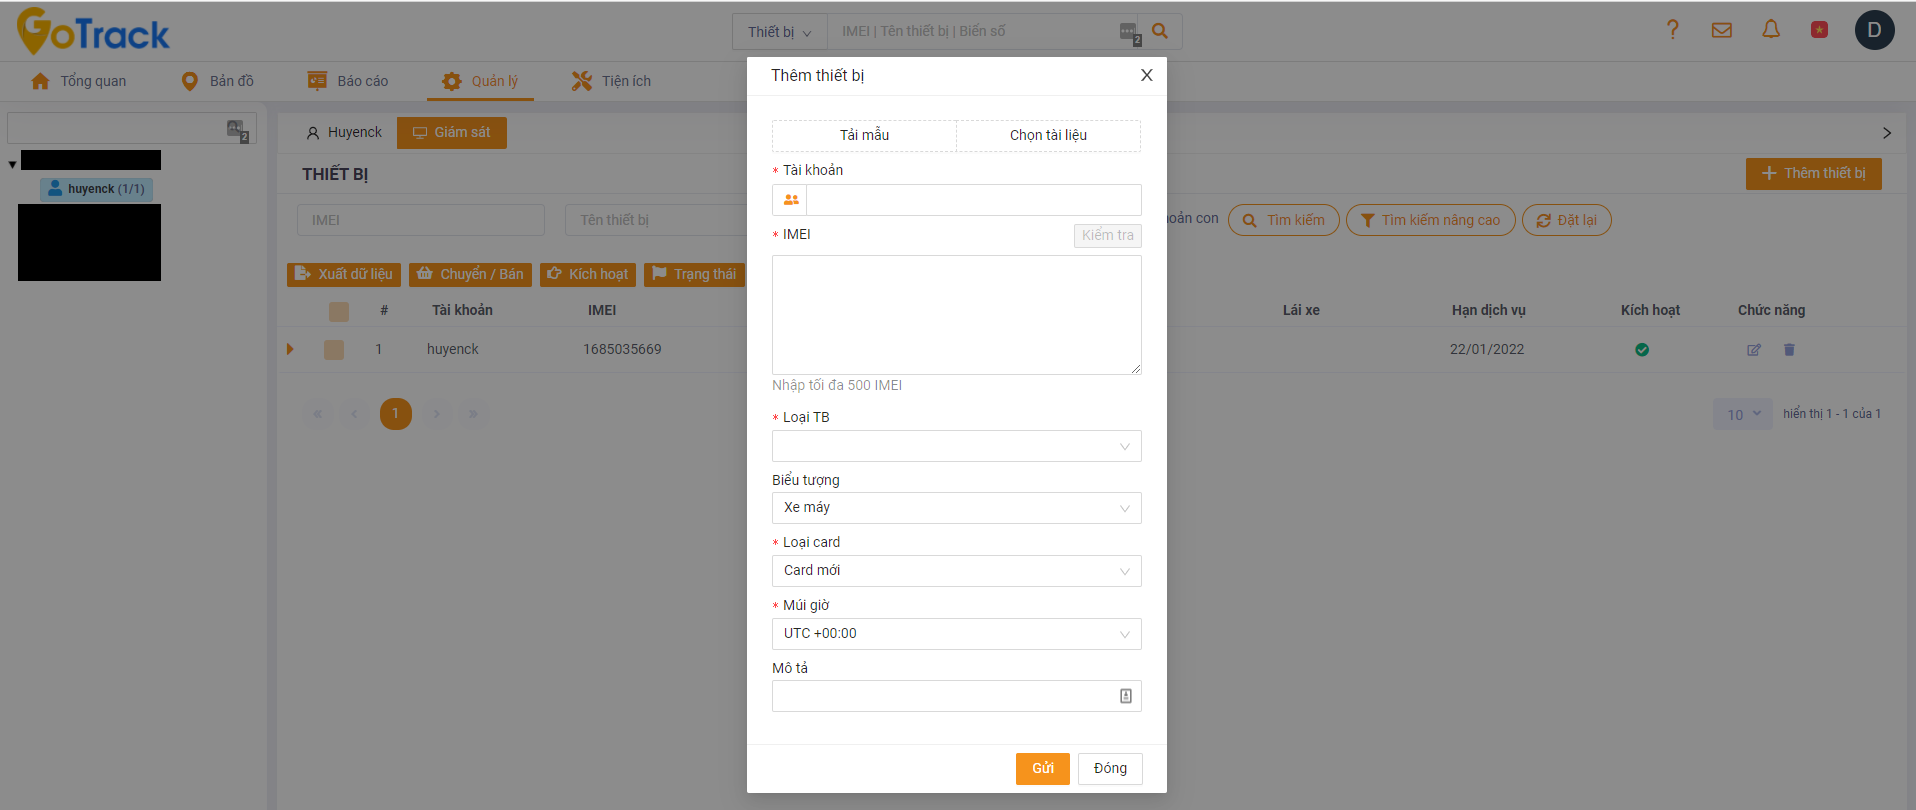 GoTrack
Thiết bị
IMEI | Tên thiết bị | Biển số
2
?
D
Tổng quan
Bản đồ
Báo cáo
Quản lý
Tiện ích
2
huyenck (1/1)
Huyenck
Giám sát
THIẾT BỊ
Thêm thiết bị
IMEI
Tên thiết bị
oản con
Tìm kiếm
Tìm kiếm nâng cao
Đặt lại
Xuất dữ liệu
Chuyển / Bán
Kích hoạt
Trạng thái
#
Tài khoản
IMEI
Lái xe
Hạn dịch vụ
Kích hoạt
Chức năng
1
huyenck
1685035669
22/01/2022
«
‹
1
›
»
10
hiển thị 1 - 1 của 1
Thêm thiết bị
X
Tải mẫu
Chọn tài liệu
* Tài khoản
* IMEI
Kiểm tra
Nhập tối đa 500 IMEI
* Loại TB
Biểu tượng
Xe máy
* Loại card
Card mới
* Múi giờ
UTC +00:00
Mô tả
Gửi
Đóng